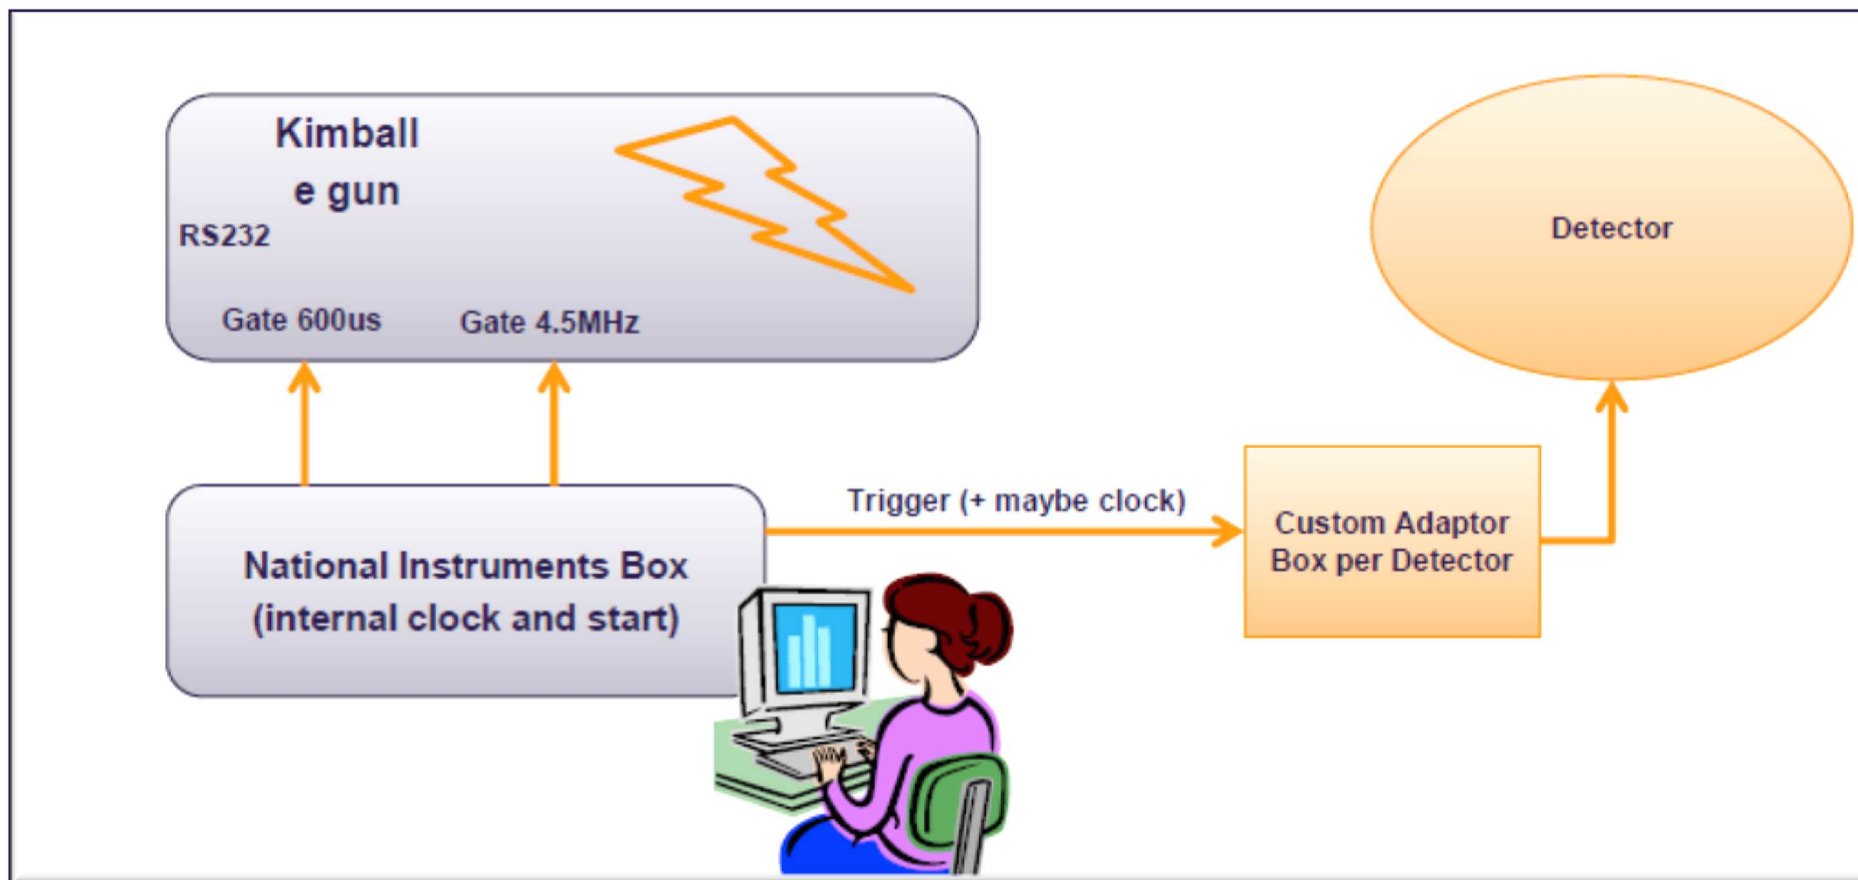 Kimball
e gun
RS232
Gate 600us
Gate 4.5MHz
Detector
National Instruments Box
(internal clock and start)
Trigger (+ maybe clock)
Custom Adaptor
Box per Detector